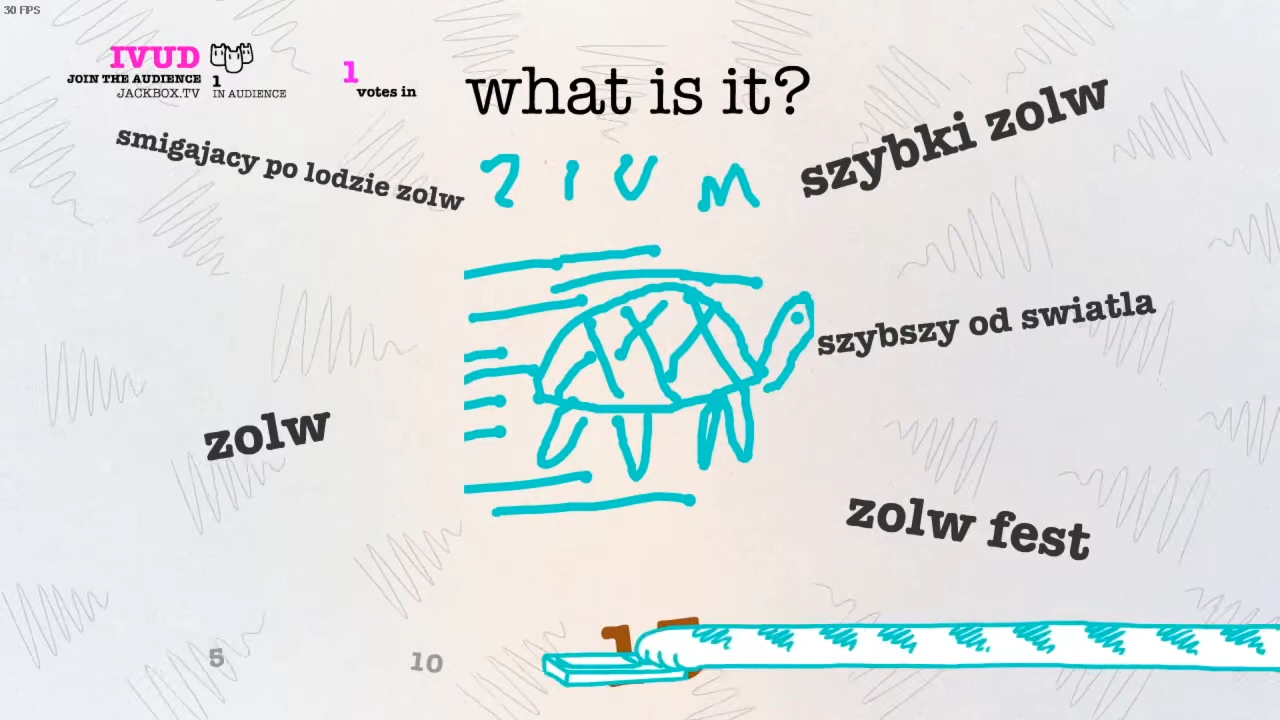 30 FPS
IVUD
JOIN THE AUDIENCE
JACKBOX.TV
1
IN AUDIENCE
1
votes in
what is it?
smigajacy po lodzie zolw
ZIUM
szybki zolw
szybszy od swiatla
zolw
zolw fest
5
10